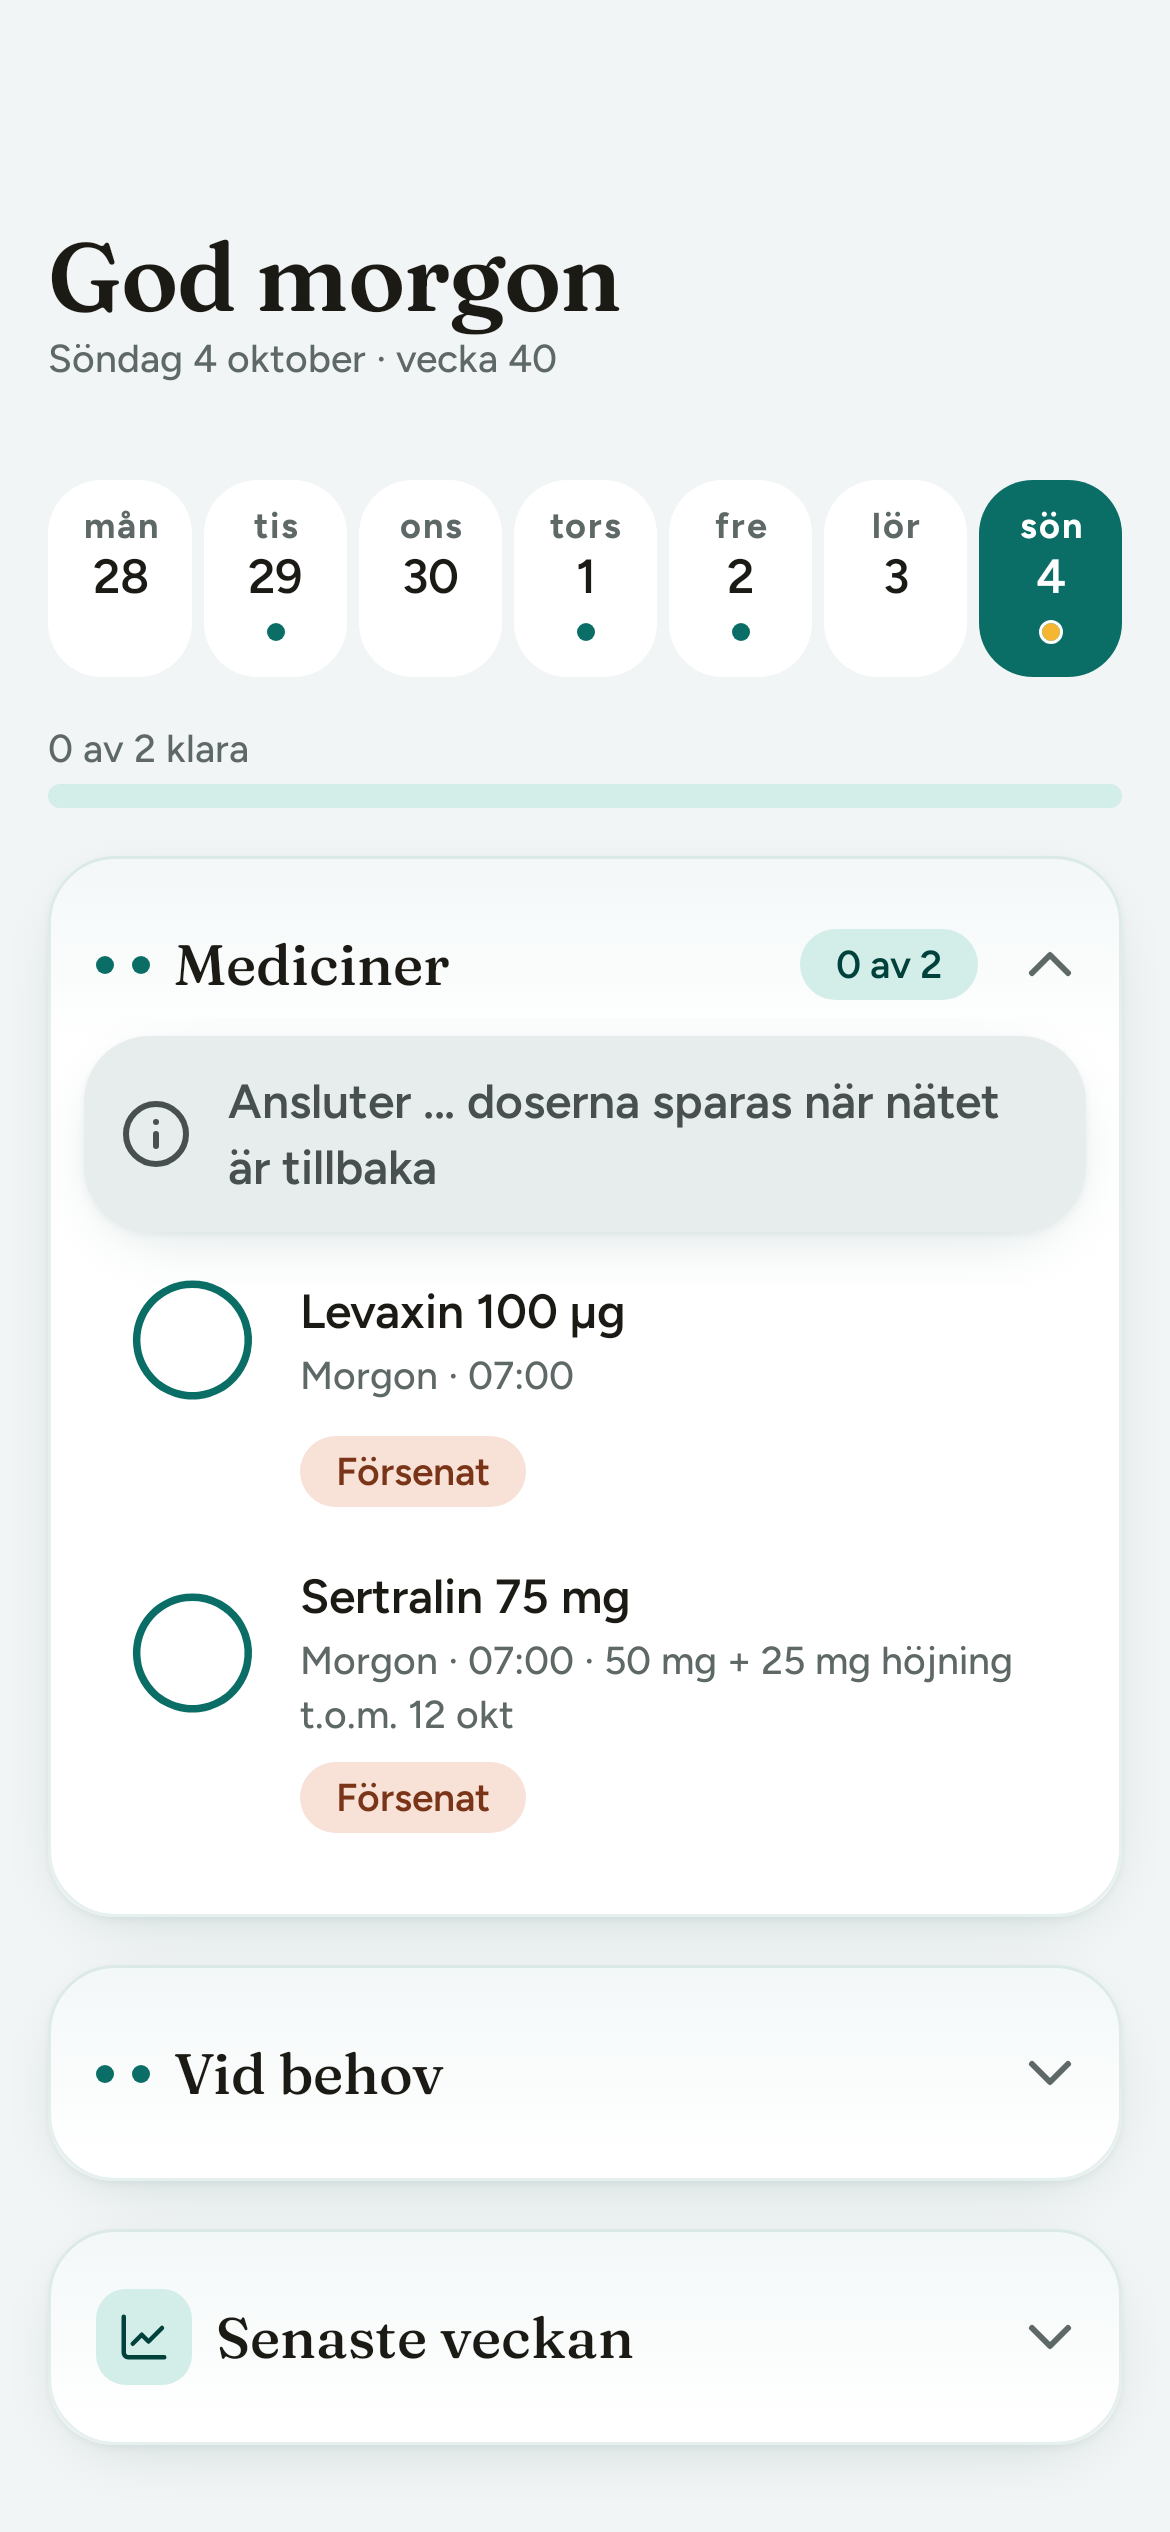 God morgon
Söndag 4 oktober · vecka 40
mån tis ons tors fre lör sön
28 29 30 1 2 3 4
0 av 2 klara
Mediciner 0 av 2
Ansluter ... doserna sparas när nätet
är tillbaka
Levaxin 100 µg
Morgon · 07:00
Försenat
Sertralin 75 mg
Morgon · 07:00 · 50 mg + 25 mg höjning
t.o.m. 12 okt
Försenat
Vid behov
Senaste veckan